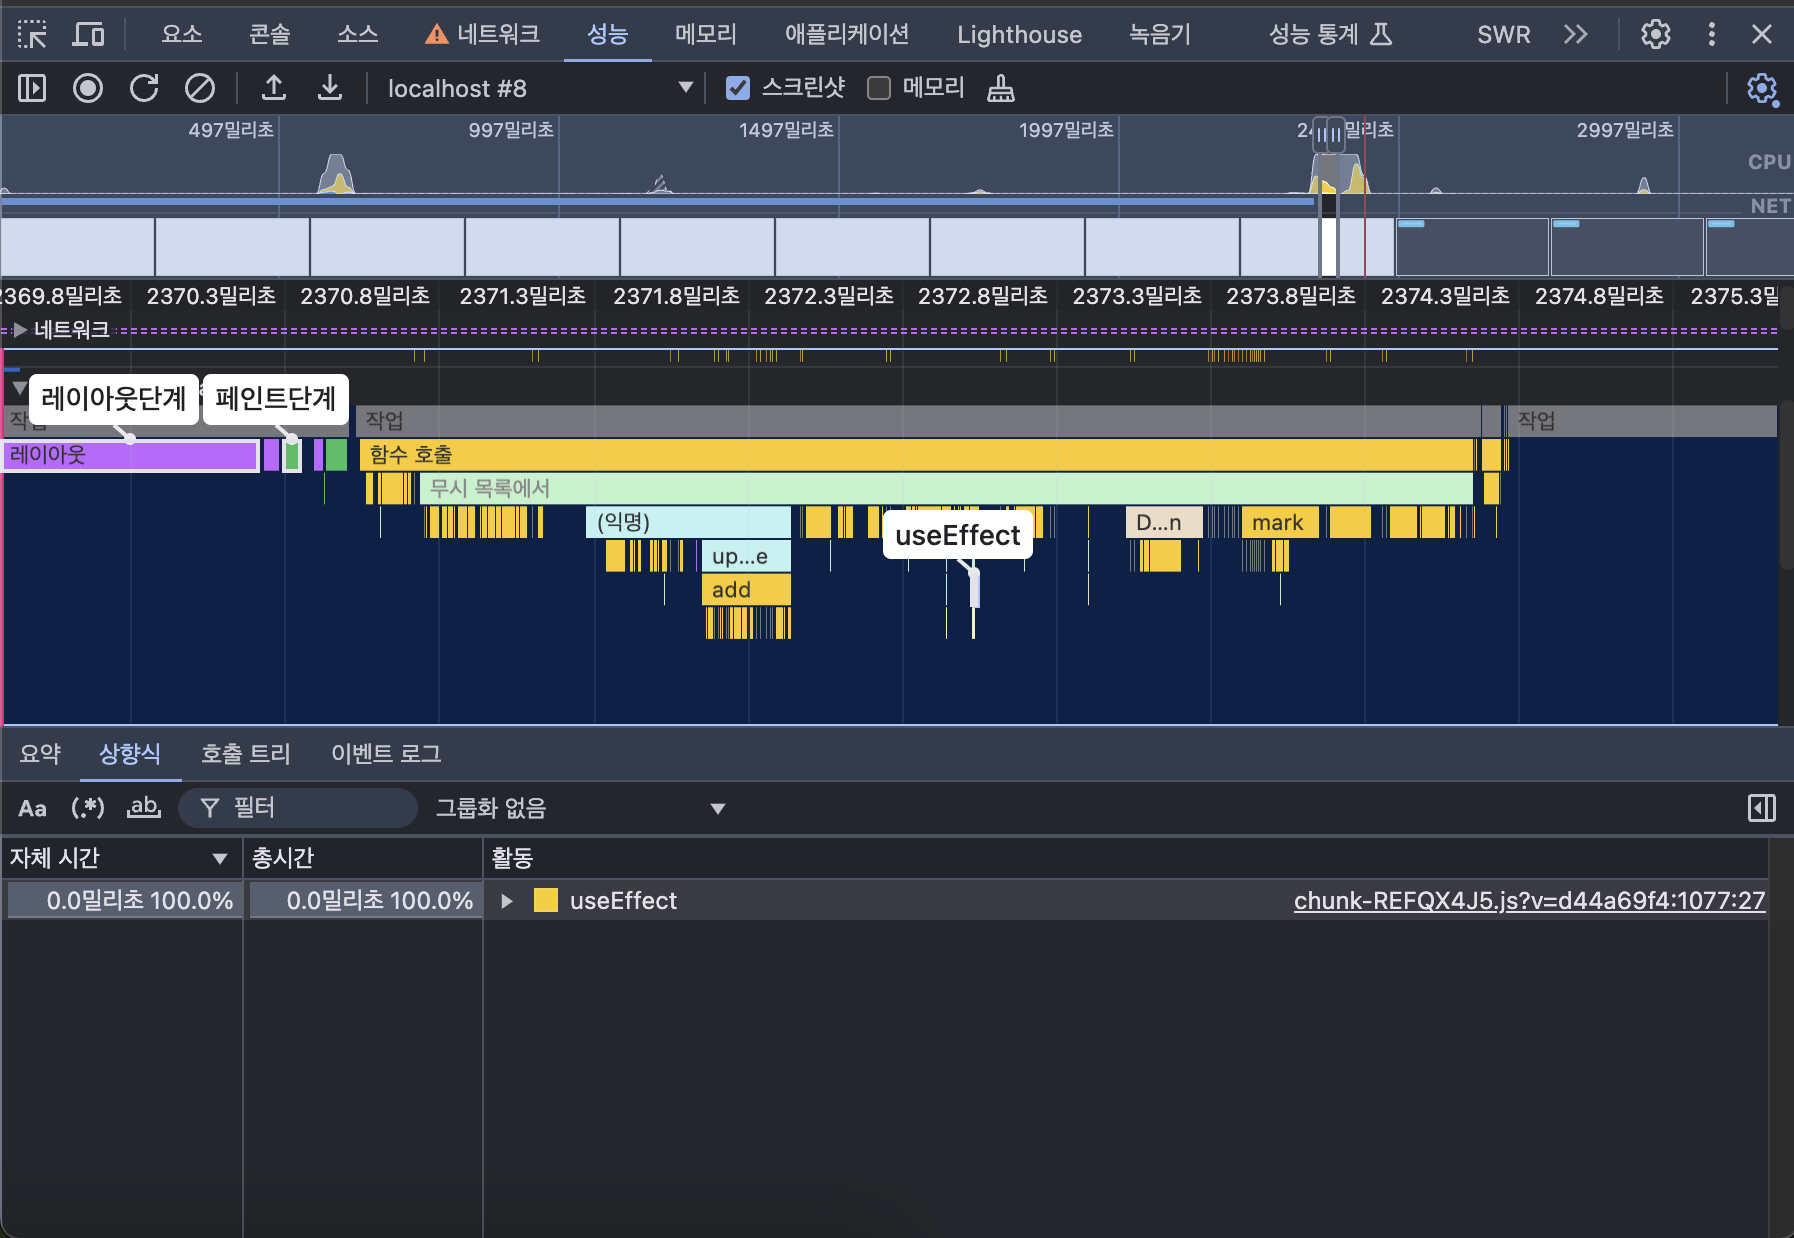 요소 콘솔 소스 네트워크 성능 메모리 애플리케이션 Lighthouse 녹음기 성능 통계 SWR
localhost #8 스크린샷 메모리
497밀리초 997밀리초 1497밀리초 1997밀리초 밀리초 2997밀리초
CPU
NET
2369.8밀리초 2370.3밀리초 2370.8밀리초 2371.3밀리초 2371.8밀리초 2372.3밀리초 2372.8밀리초 2373.3밀리초 2373.8밀리초 2374.3밀리초 2374.8밀리초 2375.3밀
네트워크
레이아웃단계 페인트단계
작업 작업 작업
레이아웃 함수 호출
무시 목록에서
(익명) D...n mark
useEffect
up...e
add
요약 상향식 호출 트리 이벤트 로그
Aa (.*) ab 필터 그룹화 없음
자체 시간 총시간 활동
0.0밀리초 100.0% 0.0밀리초 100.0% useEffect chunk-REFQX4J5.js?v=d44a69f4:1077:27